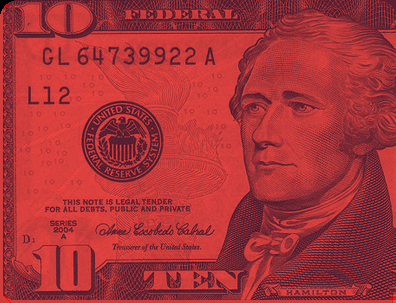 10 FEDERAL
GL 64739922 A
L12
UNITED STATES
FEDERAL RESERVE SYSTEM
THIS NOTE IS LEGAL TENDER
FOR ALL DEBTS, PUBLIC AND PRIVATE
SERIES
2004
A
Anna Escobedo Cabral
Treasurer of the United States.
D1
10 TEN
HAMILTON